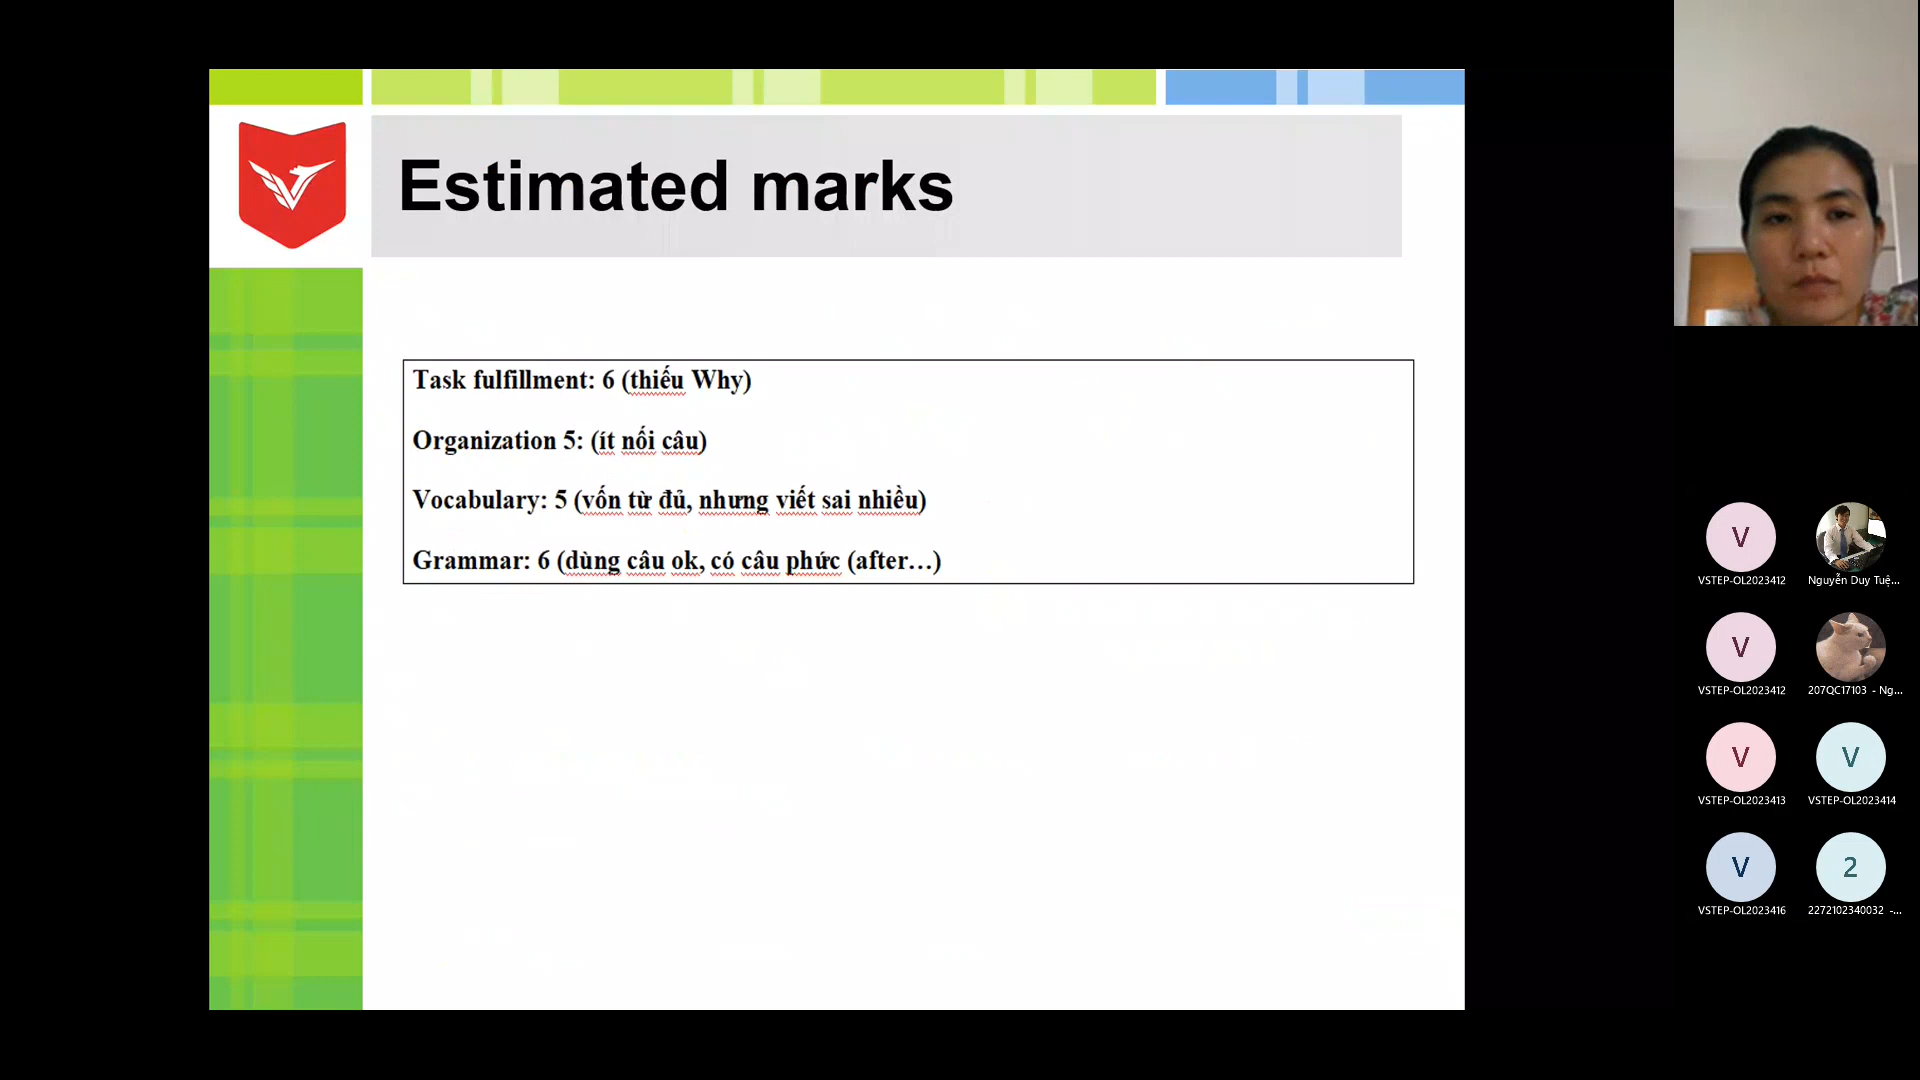 Estimated marks
Task fulfillment: 6 (thiếu Why)
Organization 5: (ít nối câu)
Vocabulary: 5 (vốn từ đủ, nhưng viết sai nhiều)
Grammar: 6 (dùng câu ok, có câu phức (after…)
V
VSTEP-OL2023412
Nguyễn Duy Tuệ...
V
VSTEP-OL2023412
207QC17103 - Ng...
V
VSTEP-OL2023413
V
VSTEP-OL2023414
V
VSTEP-OL2023416
2
2272102340032 -...